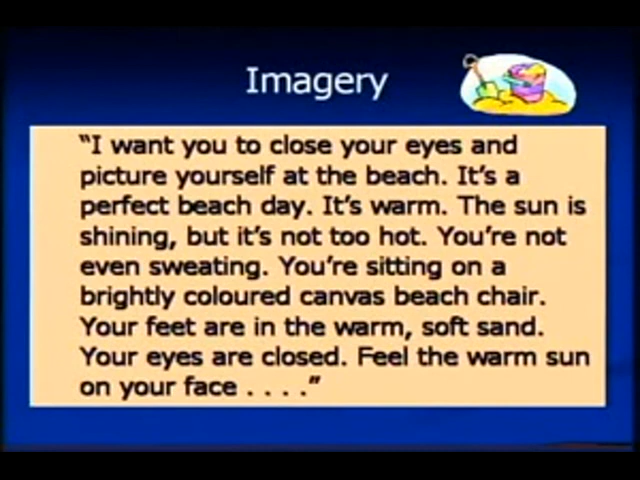 Imagery
“I want you to close your eyes and
picture yourself at the beach. It’s a
perfect beach day. It’s warm. The sun is
shining, but it’s not too hot. You’re not
even sweating. You’re sitting on a
brightly coloured canvas beach chair.
Your feet are in the warm, soft sand.
Your eyes are closed. Feel the warm sun
on your face . . . .”